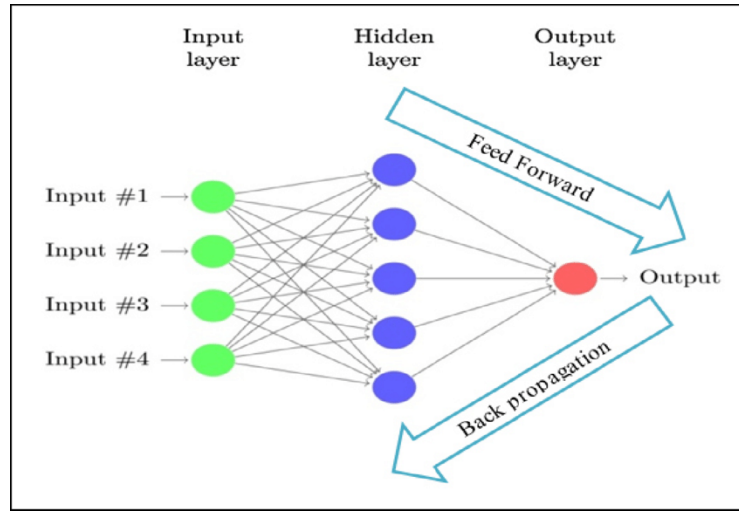 Input
layer
Hidden
layer
Output
layer
Feed Forward
Input #1
Input #2
Input #3
Input #4
Output
Back propagation